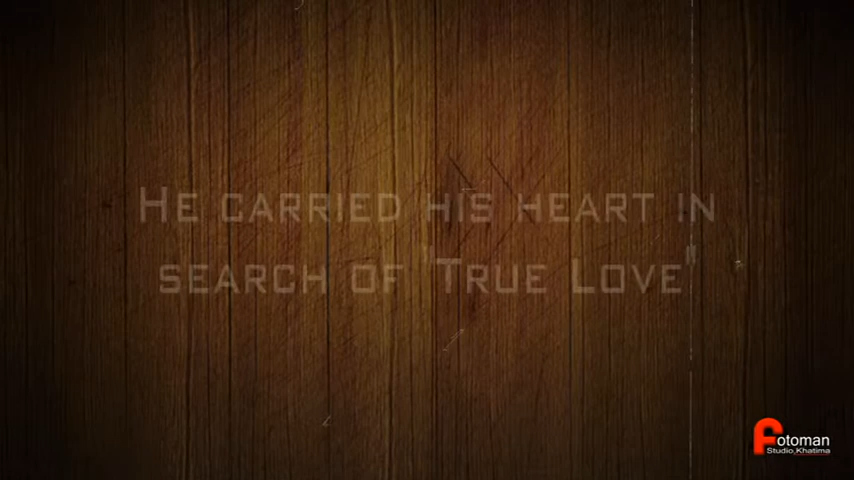 He carried his heart in
search of "True Love"
Fotoman
Studio,Khatima